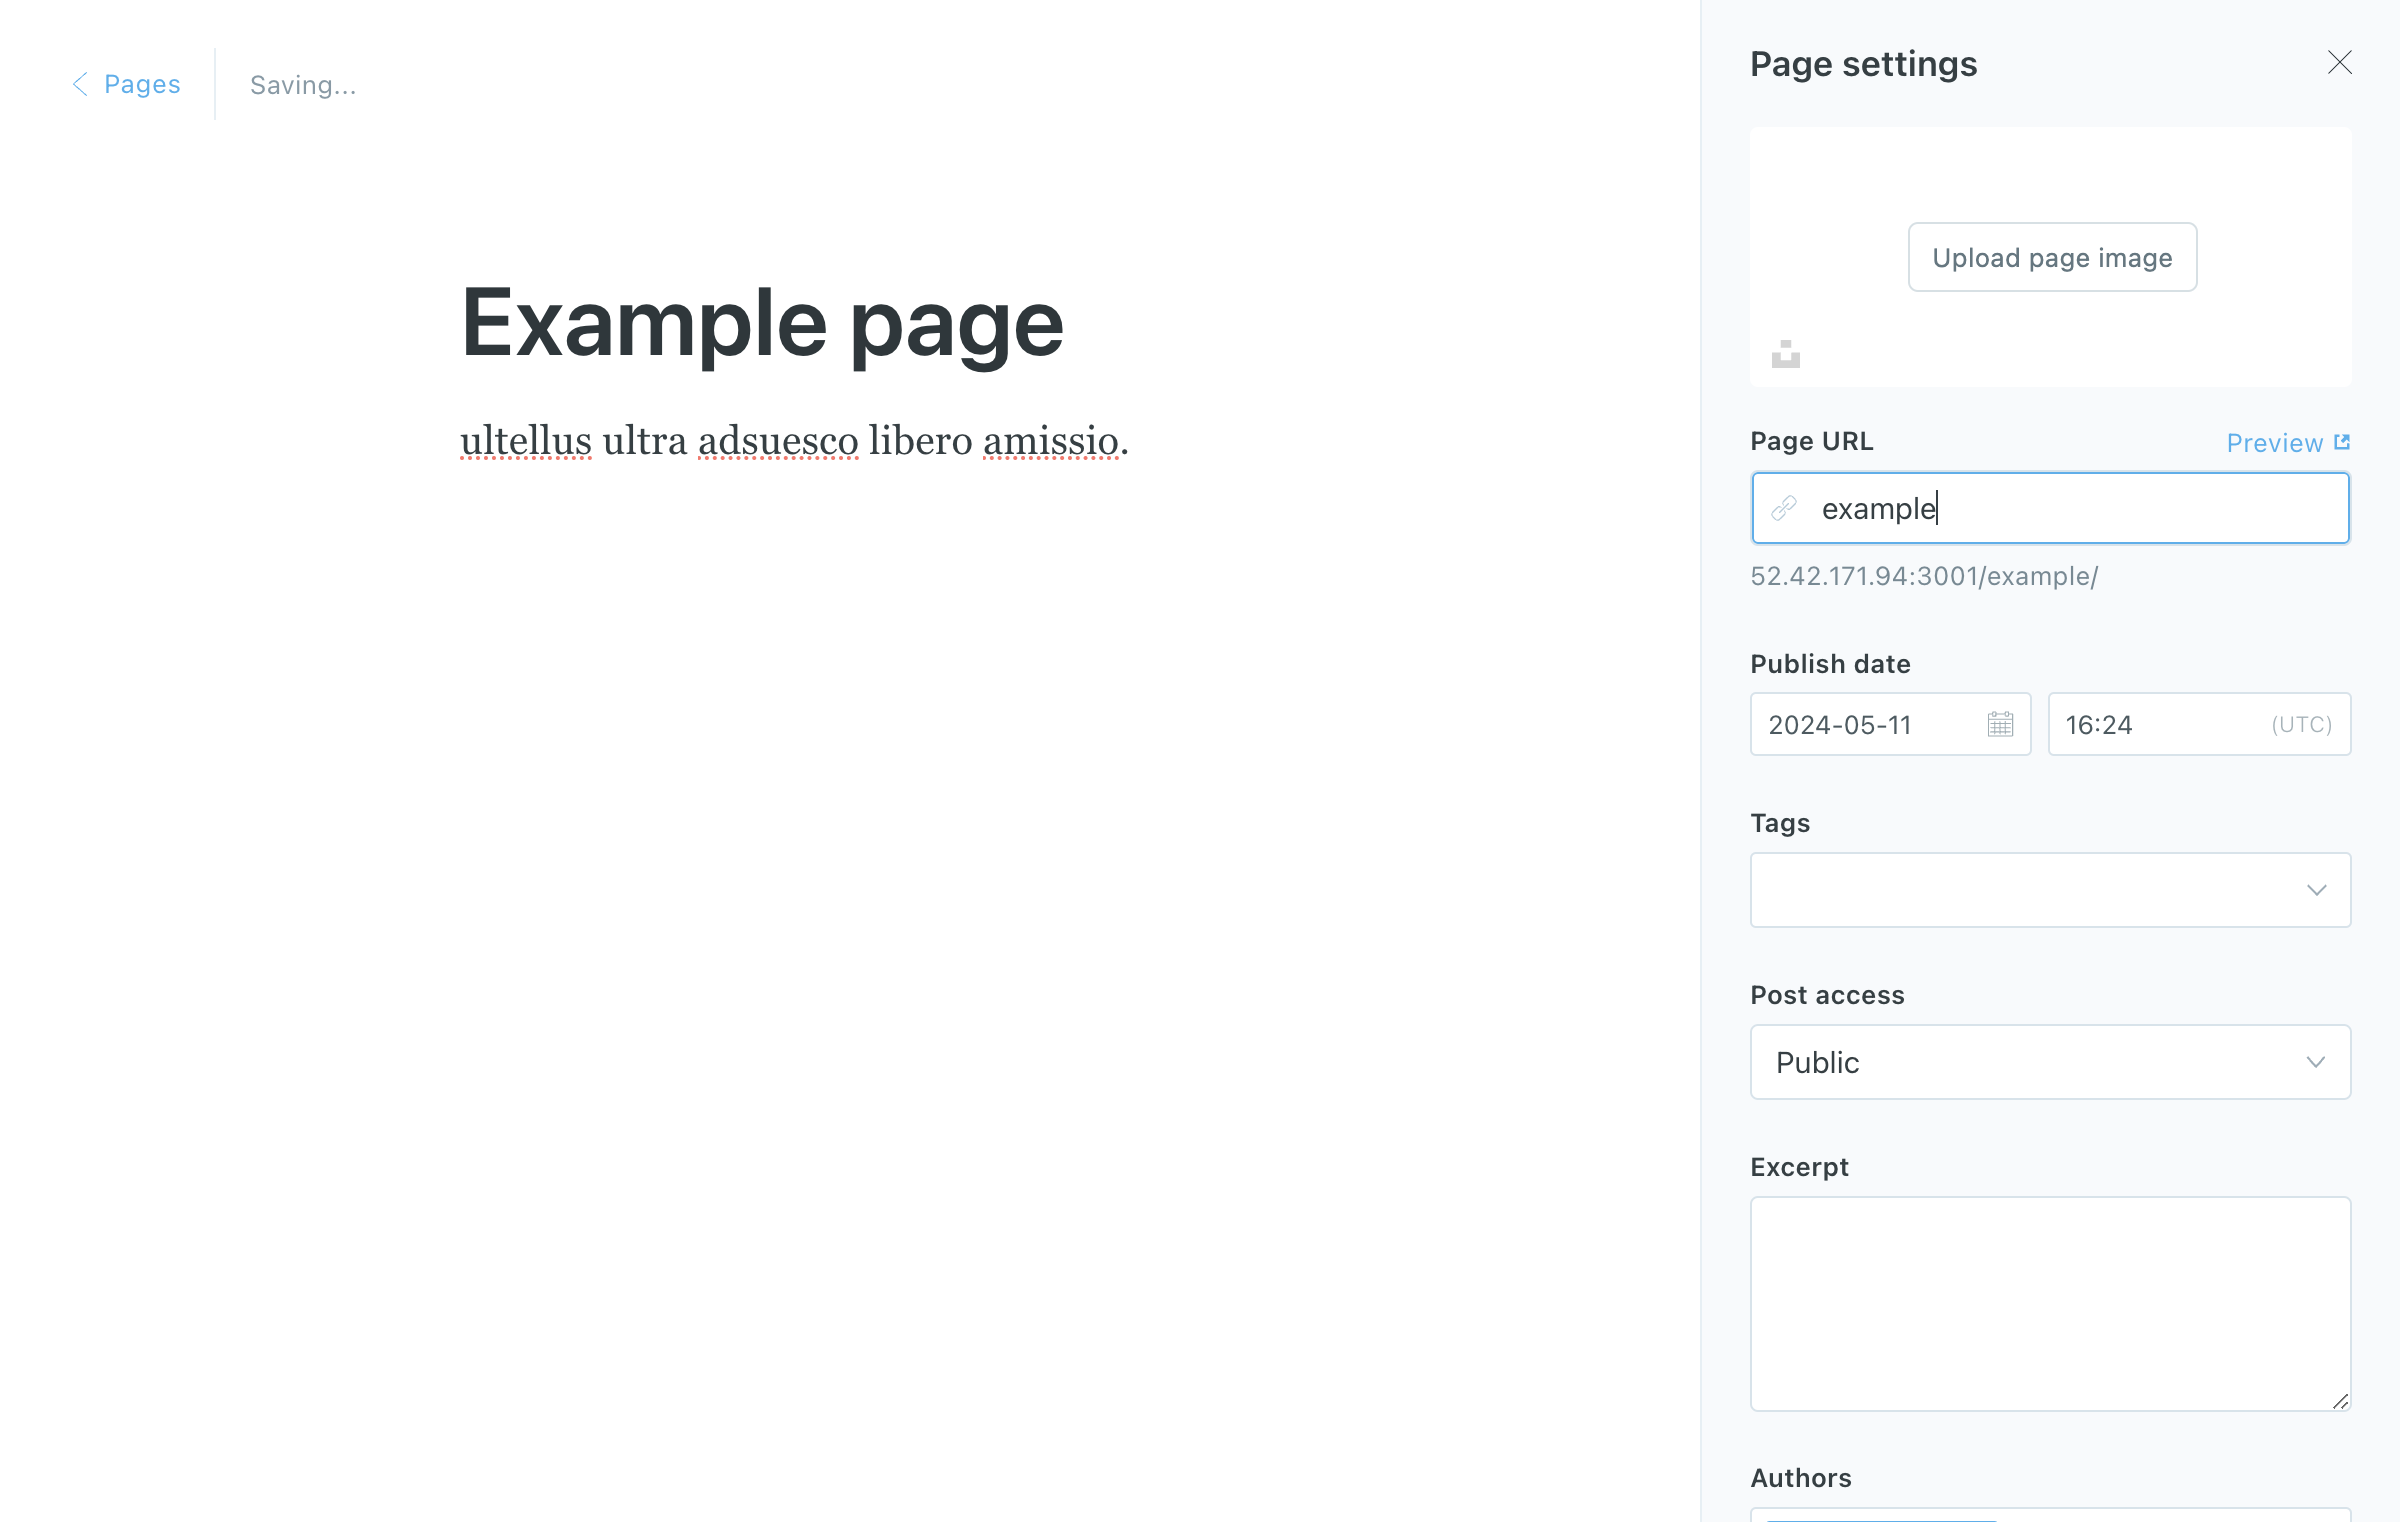 Pages
Saving...
Example page
ultellus ultra adsuesco libero amissio.
Page settings
Upload page image
Page URL
Preview
example
52.42.171.94:3001/example/
Publish date
2024-05-11
16:24
(UTC)
Tags
Post access
Public
Excerpt
Authors